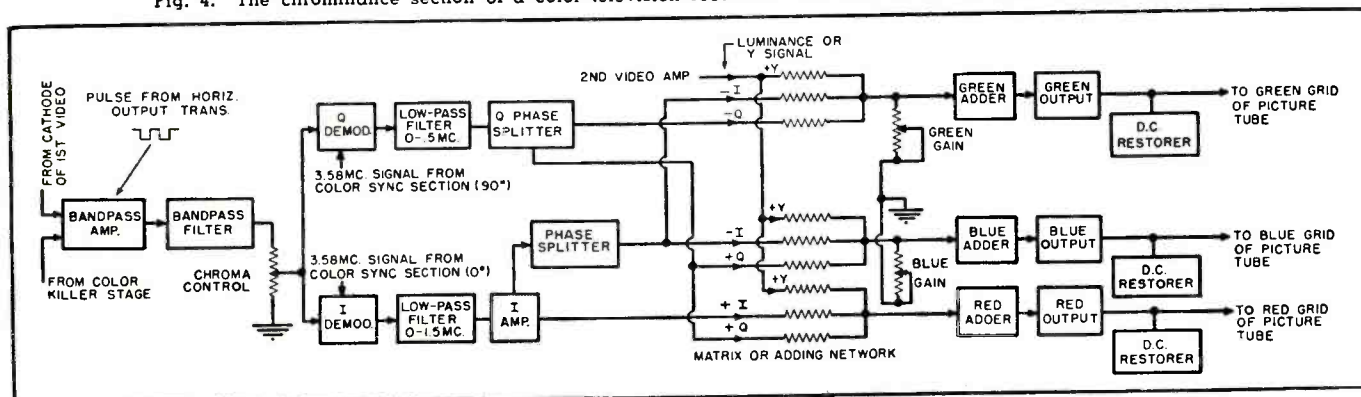 Fig. 4. The chrominance section of a color television
LUMINANCE OR
Y SIGNAL
2ND VIDEO AMP
+Y
-I
-Q
PULSE FROM HORIZ.
OUTPUT TRANS.
FROM CATHODE
OF 1ST VIDEO
BANDPASS
AMP.
BANDPASS
FILTER
FROM COLOR
KILLER STAGE
CHROMA
CONTROL
Q
DEMOD.
LOW-PASS
FILTER
0-.5MC.
Q PHASE
SPLITTER
3.58MC. SIGNAL FROM
COLOR SYNC SECTION (90°)
3.58MC. SIGNAL FROM
COLOR SYNC SECTION (0°)
I
DEMOD.
LOW-PASS
FILTER
0-1.5MC.
I
AMP.
PHASE
SPLITTER
+Y
-I
+Q
+Y
+I
+Q
MATRIX OR ADDING NETWORK
GREEN
GAIN
BLUE
GAIN
GREEN
ADDER
GREEN
OUTPUT
D.C.
RESTORER
TO GREEN GRID
OF PICTURE
TUBE
BLUE
ADDER
BLUE
OUTPUT
D.C.
RESTORER
TO BLUE GRID
OF PICTURE
TUBE
RED
ADDER
RED
OUTPUT
D.C.
RESTORER
TO RED GRID
OF PICTURE
TUBE